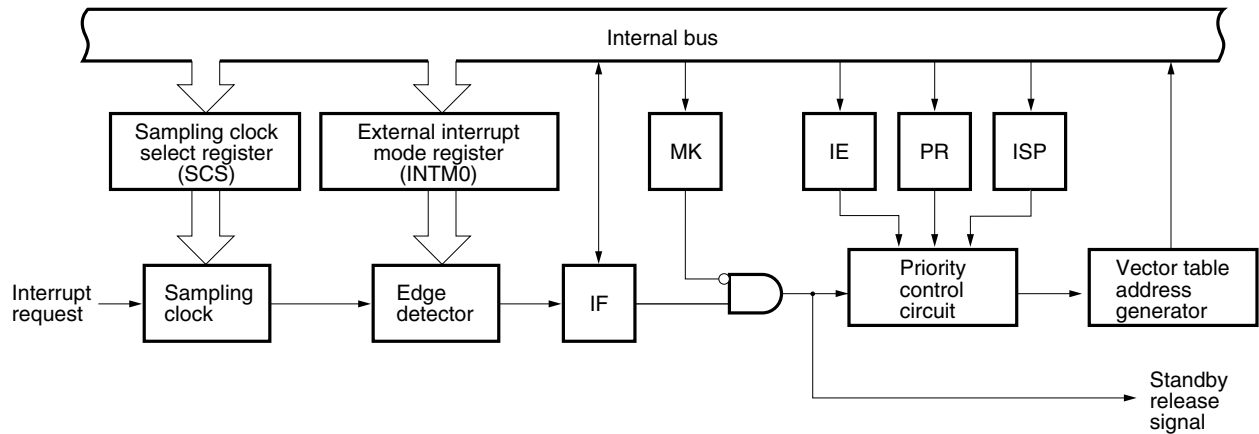 Internal bus
Sampling clock
select register
(SCS)
External interrupt
mode register
(INTM0)
MK
IE
PR
ISP
Interrupt
request
Sampling
clock
Edge
detector
IF
Priority
control
circuit
Vector table
address
generator
Standby
release
signal